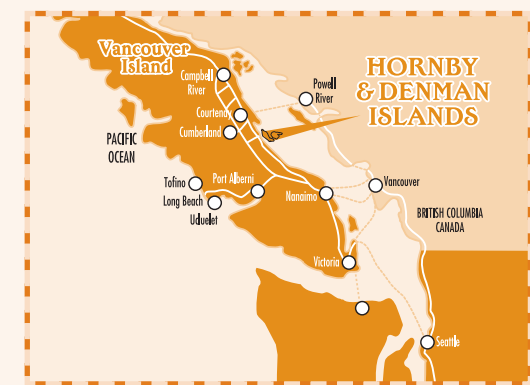 Vancouver
Island
Campbell
River
Powell
River
HORNBY
& DENMAN
ISLANDS
Courtenay
Cumberland
PACIFIC
OCEAN
Tofino
Port Alberni
Long Beach
Ucluelet
Nanaimo
Vancouver
BRITISH COLUMBIA
CANADA
Victoria
Seattle